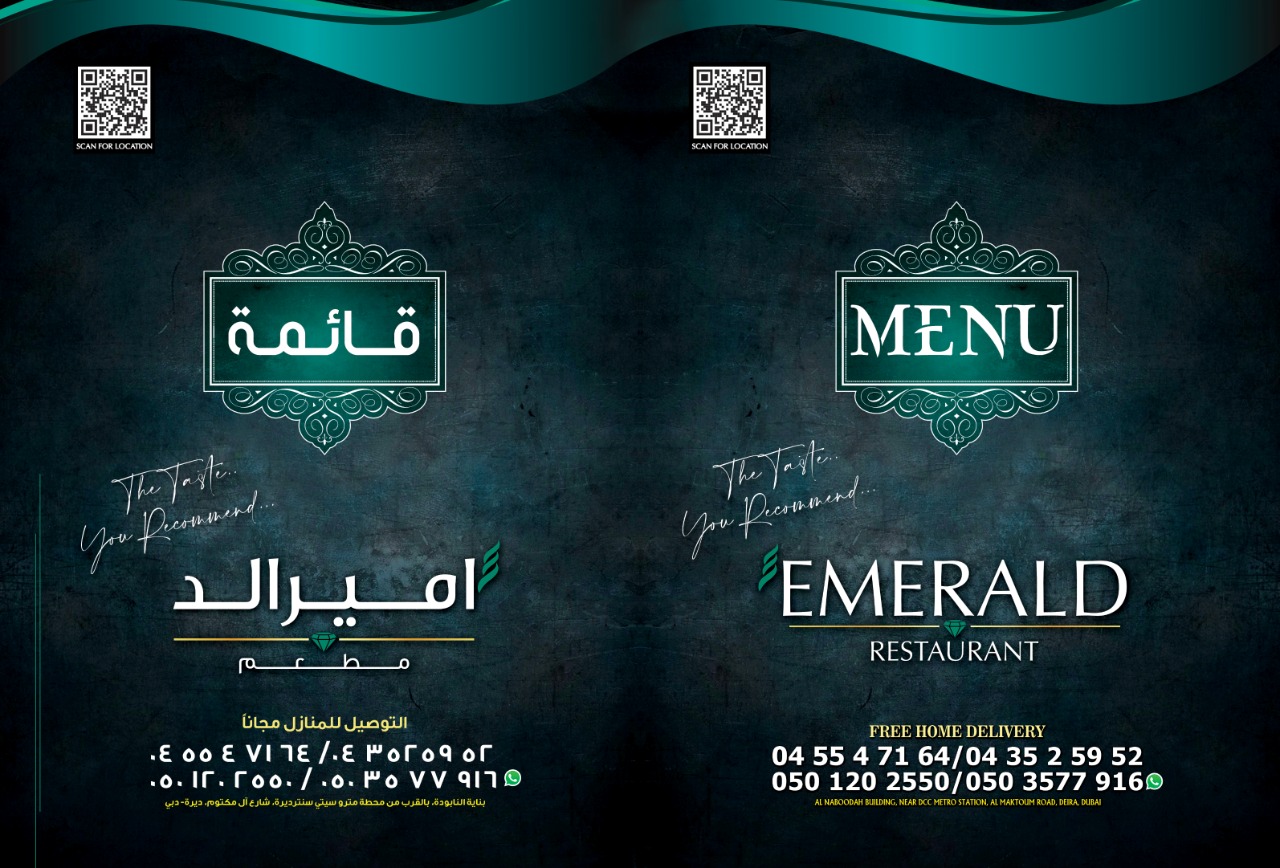 SCAN FOR LOCATION
قائمة
The Taste..
You Recommend...
اميرالد
مطعم
التوصيل للمنازل مجاناً
٠٤ ٥٥ ٤ ٧١ ٦٤ /٠٤ ٣٥٢٥٩ ٥٢
٠٥٠ ١٢٠ ٢٥٥٠ / ٠٥٠ ٣٥ ٧٧ ٩١٦
بناية النابودة، بالقرب من محطة مترو سيتي سنترديرة، شارع آل مكتوم، ديرة- دبي
SCAN FOR LOCATION
MENU
The Taste..
You Recommend...
EMERALD
RESTAURANT
FREE HOME DELIVERY
04 55 4 71 64/04 35 2 59 52
050 120 2550/050 3577 916
AL NABOODAH BUILDING, NEAR DCC METRO STATION, AL MAKTOUM ROAD, DEIRA, DUBAI